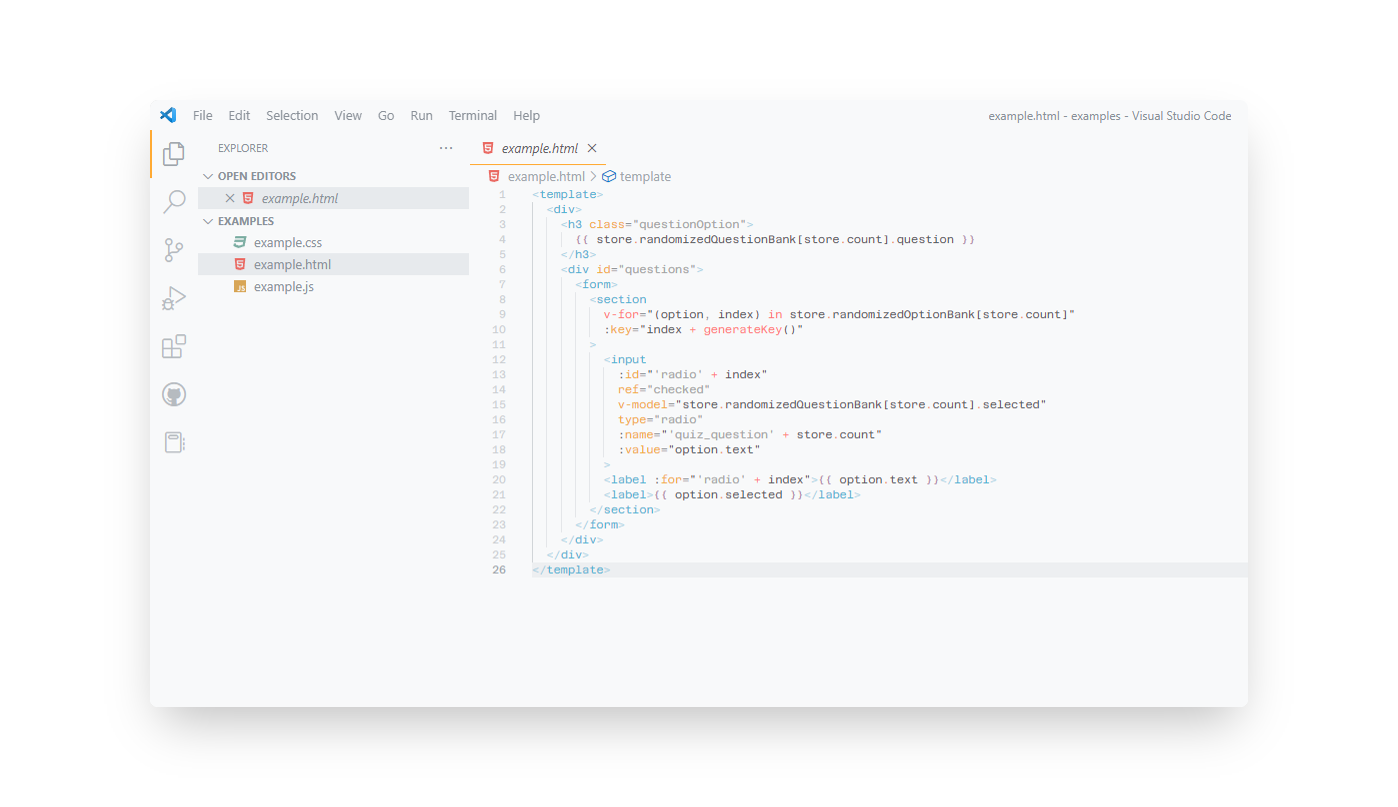 File Edit Selection View Go Run Terminal Help
example.html - examples - Visual Studio Code
EXPLORER
···
OPEN EDITORS
example.html
EXAMPLES
example.css
example.html
example.js
example.html
example.html > template
1 <template>
2 <div>
3 <h3 class="questionOption">
4 {{ store.randomizedQuestionBank[store.count].question }}
5 </h3>
6 <div id="questions">
7 <form>
8 <section
9 v-for="(option, index) in store.randomizedOptionBank[store.count]"
10 :key="index + generateKey()"
11 >
12 <input
13 :id="'radio' + index"
14 ref="checked"
15 v-model="store.randomizedQuestionBank[store.count].selected"
16 type="radio"
17 :name="'quiz_question' + store.count"
18 :value="option.text"
19 >
20 <label :for="'radio' + index">{{ option.text }}</label>
21 <label>{{ option.selected }}</label>
22 </section>
23 </form>
24 </div>
25 </div>
26 </template>